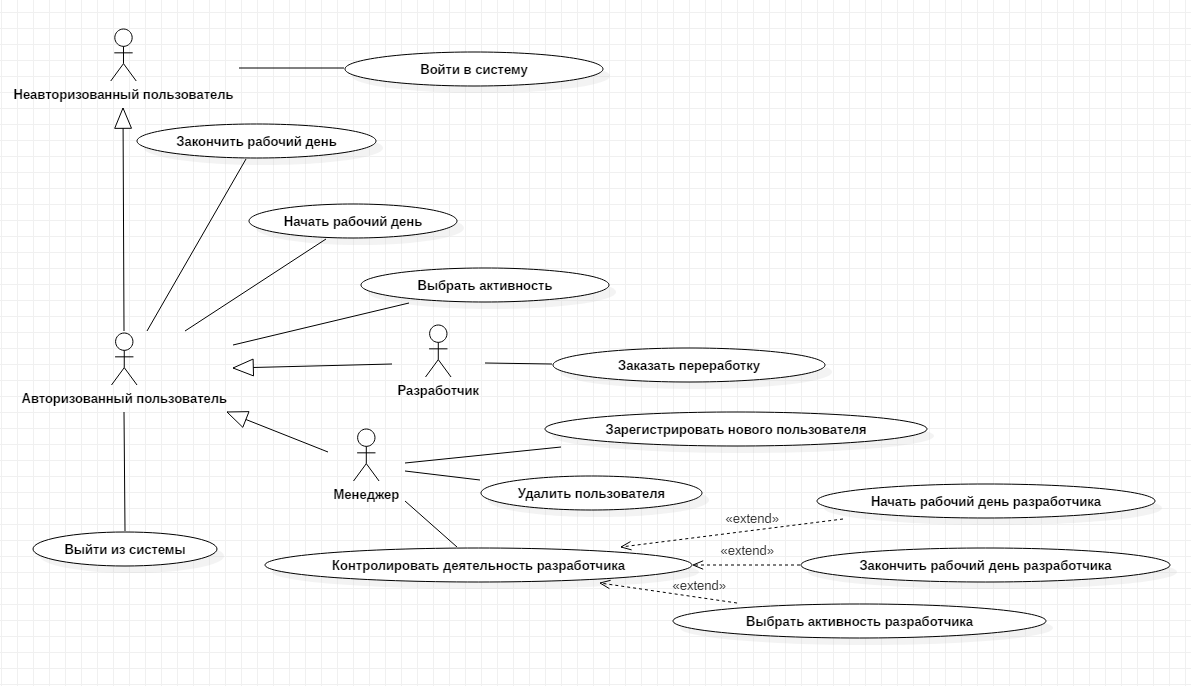 Войти в систему
Неавторизованный пользователь
Закончить рабочий день
Начать рабочий день
Выбрать активность
Заказать переработку
Разработчик
Авторизованный пользователь
Зарегистрировать нового пользователя
Менеджер
Удалить пользователя
Начать рабочий день разработчика
«extend»
Выйти из системы
«extend»
Контролировать деятельность разработчика
Закончить рабочий день разработчика
«extend»
Выбрать активность разработчика